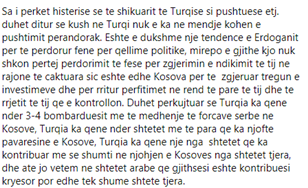 Sa i perket histerise se te shikuarit te Turqise si pushtuese etj.
duhet ditur se kush ne Turqi nuk e ka ne mendje kohen e
pushtimit perandorak. Eshte e dukshme nje tendence e Erdoganit
per te perdorur fene per qellime politike, mirepo e gjithe kjo nuk
shkon pertej perdorimit te fese per zgjerimin e ndikimit te tij ne
rajone te caktuara sic eshte edhe Kosova per te zgjeruar tregun e
investimeve dhe per rritur perfitimet ne rend te pare te tij dhe te
rrjetit te tij qe e kontrollon. Duhet perkujtuar se Turqia ka qene
nder 3-4 bombarduesit me te medhenje te forcave serbe ne
Kosove, Turqia ka qene nder shtetet me te para qe ka njofte
pavaresine e Kosoves, Turqia ka qene nje nga shtetet qe ka
kontribuar me se shumti ne njohjen e Kosoves nga shtetet tjera,
dhe ate jo vetem ne shtetet arabe qe gjithsesi eshte kontribuesi
kryesor por edhe tek shume shtete tjera.